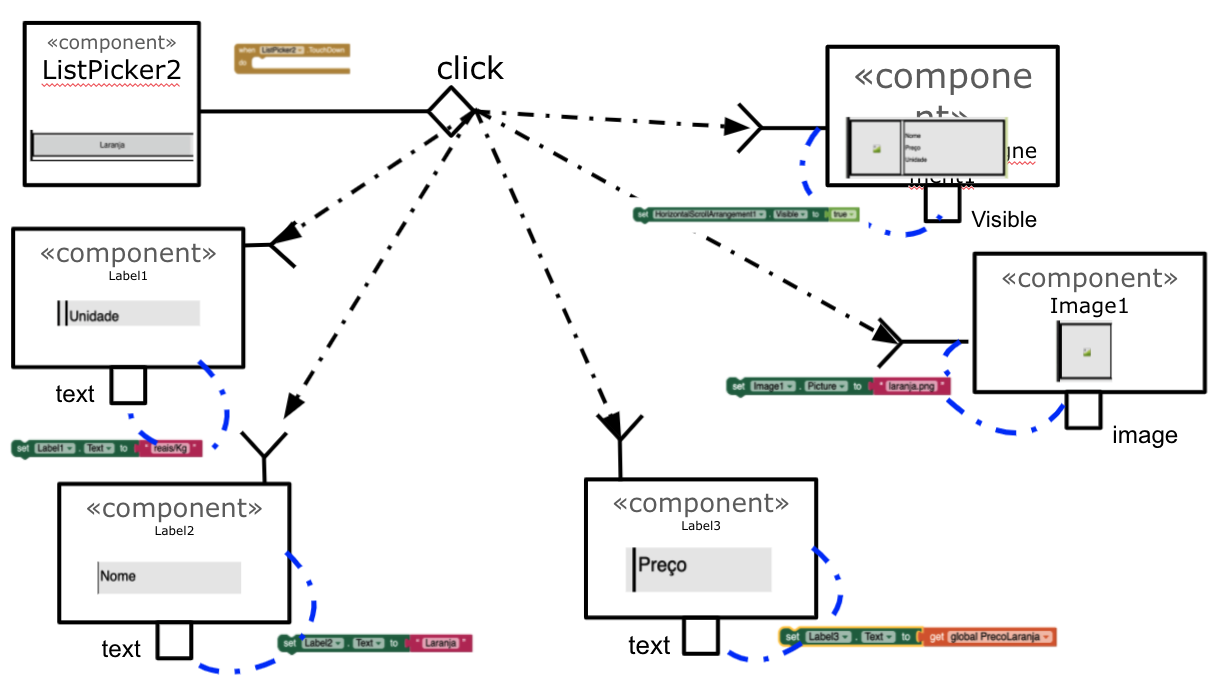 «component»
ListPicker2
Laranja
when ListPicker2 .TouchDown
do
click
«compone
nt»
Nome
Preço
Unidade
gne
ment1
Visible
set HorizontalScrollArrangement1 . Visible to true
«component»
Label1
Unidade
text
set Label1 . Text to " reais/Kg "
«component»
Image1
set Image1 . Picture to " laranja.png "
image
«component»
Label2
Nome
text
set Label2 . Text to " Laranja "
«component»
Label3
Preço
text
set Label3 . Text to get global PrecoLaranja